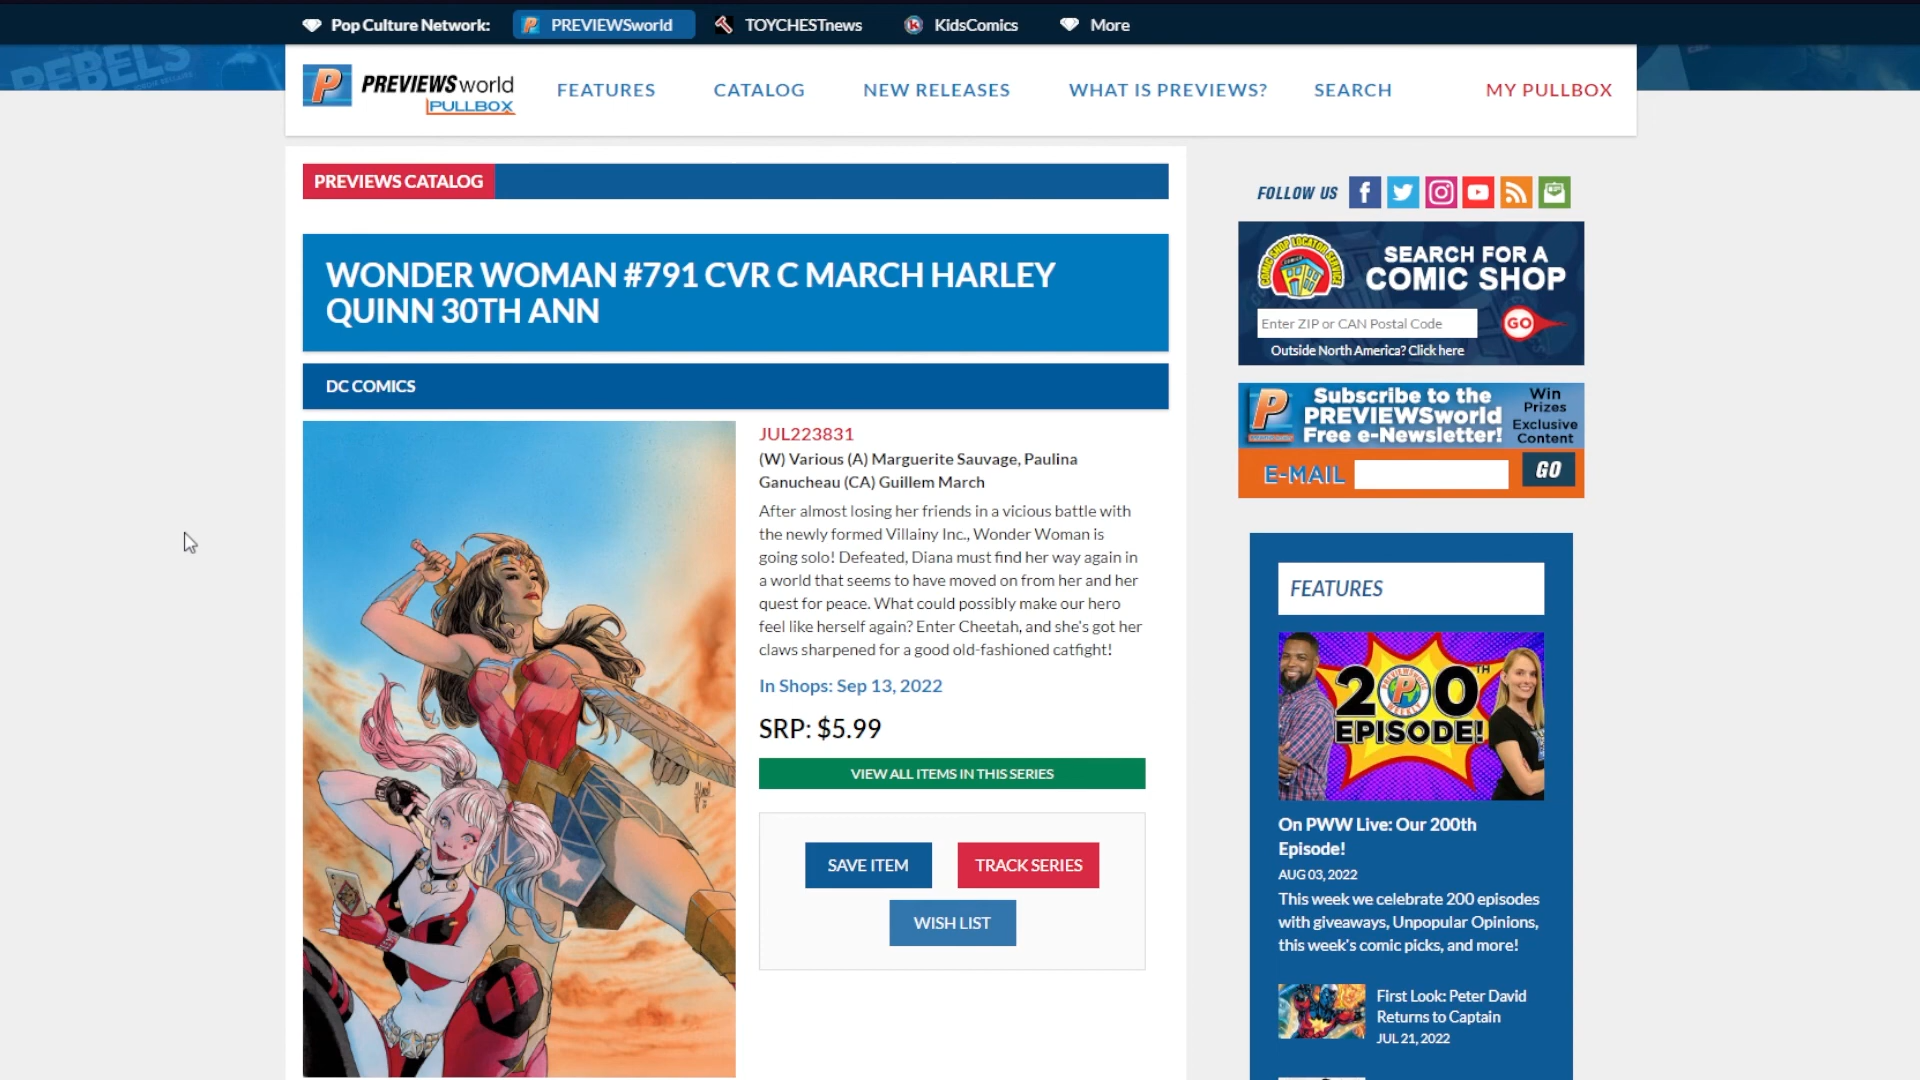 REBELS
Pop Culture Network:
PREVIEWSworld
TOYCHESTnews
KidsComics
More
P PREVIEWSworld
PULLBOX
FEATURES
CATALOG
NEW RELEASES
WHAT IS PREVIEWS?
SEARCH
MY PULLBOX
PREVIEWS CATALOG
WONDER WOMAN #791 CVR C MARCH HARLEY
QUINN 30TH ANN
DC COMICS
JUL223831
(W) Various (A) Marguerite Sauvage, Paulina
Ganucheau (CA) Guillem March
After almost losing her friends in a vicious battle with
the newly formed Villainy Inc., Wonder Woman is
going solo! Defeated, Diana must find her way again in
a world that seems to have moved on from her and her
quest for peace. What could possibly make our hero
feel like herself again? Enter Cheetah, and she's got her
claws sharpened for a good old-fashioned catfight!
In Shops: Sep 13, 2022
SRP: $5.99
VIEW ALL ITEMS IN THIS SERIES
SAVE ITEM
TRACK SERIES
WISH LIST
FOLLOW US
COMIC SHOP LOCATOR SERVICE
SEARCH FOR A
COMIC SHOP
Enter ZIP or CAN Postal Code
GO
Outside North America? Click here
P
Subscribe to the
PREVIEWSworld
Free e-Newsletter!
Win
Prizes
Exclusive
Content
E-MAIL
GO
FEATURES
200TH
EPISODE!
On PWW Live: Our 200th
Episode!
AUG 03, 2022
This week we celebrate 200 episodes
with giveaways, Unpopular Opinions,
this week's comic picks, and more!
First Look: Peter David
Returns to Captain
JUL 21, 2022